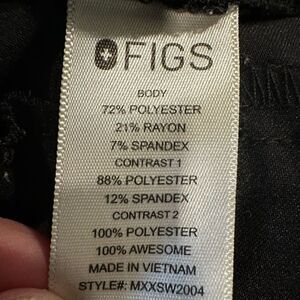 FIGS
BODY
72% POLYESTER
21% RAYON
7% SPANDEX
CONTRAST 1
88% POLYESTER
12% SPANDEX
CONTRAST 2
100% POLYESTER
100% AWESOME
MADE IN VIETNAM
STYLE#: MXXSW2004